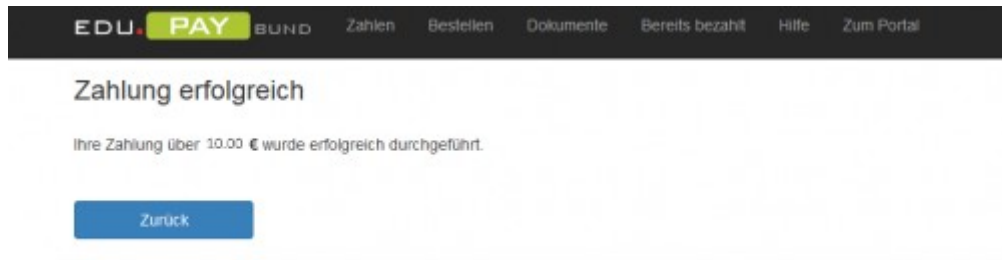 EDU. PAY BUND Zahlen Bestellen Dokumente Bereits bezahlt Hilfe Zum Portal
Zahlung erfolgreich
Ihre Zahlung über 10.00 € wurde erfolgreich durchgeführt.
Zurück